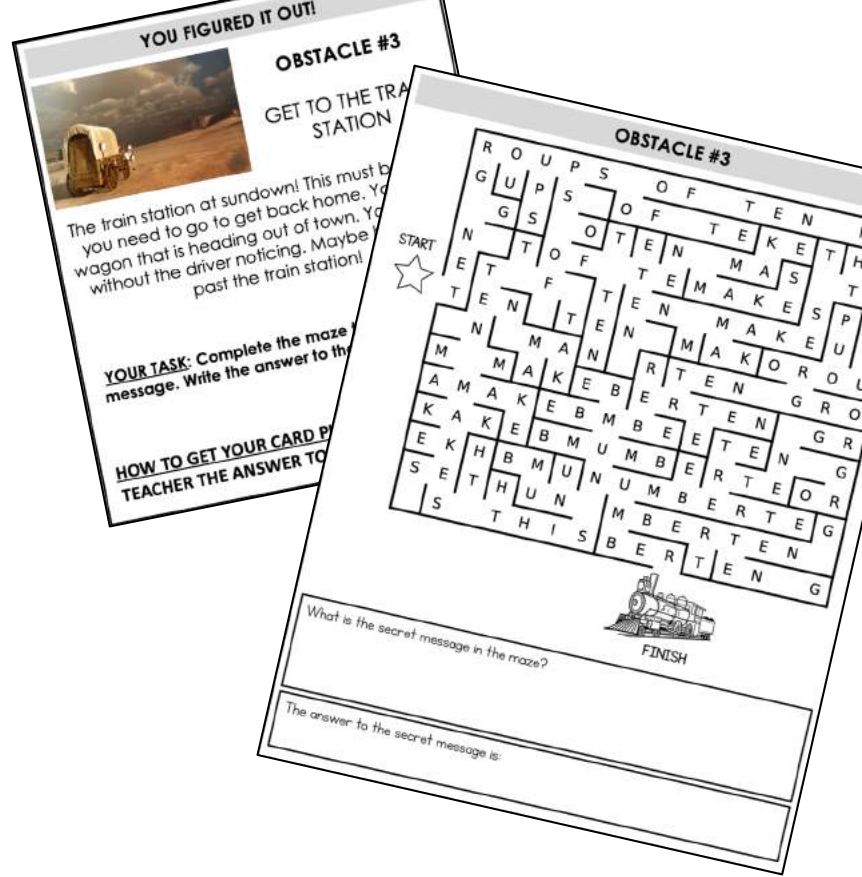 YOU FIGURED IT OUT!
OBSTACLE #3
GET TO THE TRA
STATION
The train station at sundown! This must b
you need to go to get back home. Yo
wagon that is heading out of town. Yo
without the driver noticing. Maybe
past the train station!
YOUR TASK: Complete the maze
message. Write the answer to the
HOW TO GET YOUR CARD P
TEACHER THE ANSWER TO
OBSTACLE #3
START
R O U P S O F T E N
G U P S O F T E K E T H
G S O T E N M A S T
N T O F T E M A K E S P
E T F T E N M A K E U
T E N T E N M A K O R O U
N M A N R T E N G R O
M M A K E B E R T E N G R
A M A K E B M B E E T E N G
K A K E B M U M B E R T E O R
E K H B M U N U M B E R T E G
S E T H U N M B E R T E N
S T H I S B E R T E N G
FINISH
What is the secret message in the maze?
The answer to the secret message is: